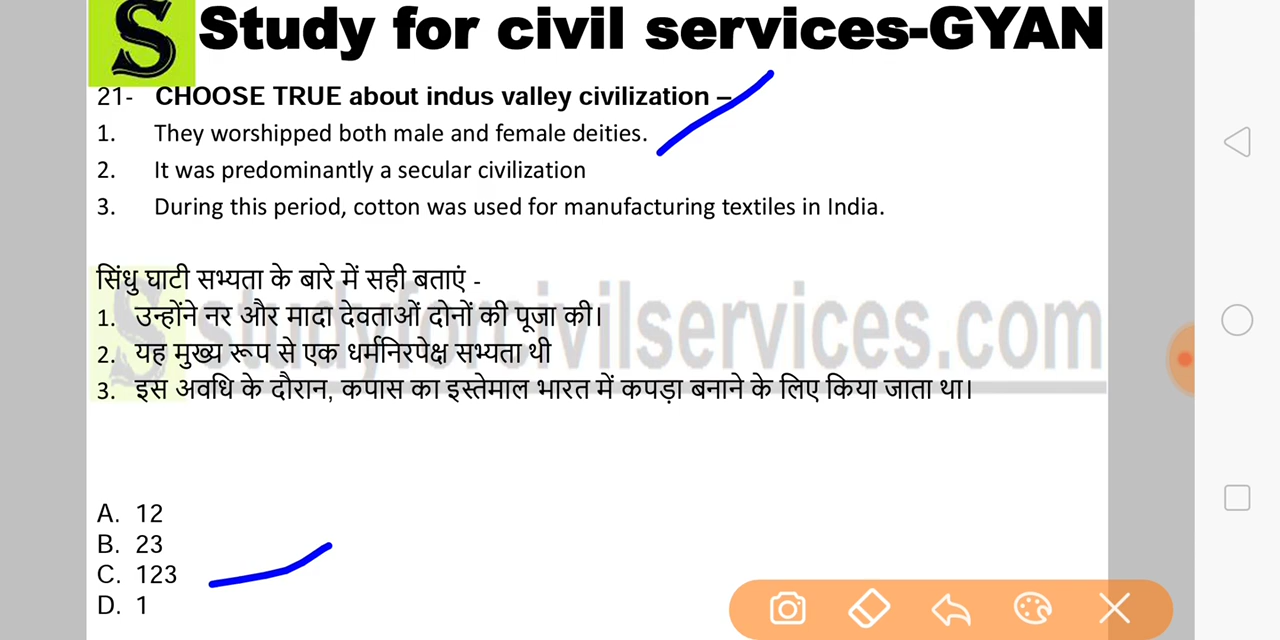 S Study for civil services-GYAN
21- CHOOSE TRUE about indus valley civilization –
1. They worshipped both male and female deities.
2. It was predominantly a secular civilization
3. During this period, cotton was used for manufacturing textiles in India.
सिंधु घाटी सभ्यता के बारे में सही बताएं -
1. उन्होंने नर और मादा देवताओं दोनों की पूजा की।
2. यह मुख्य रूप से एक धर्मनिरपेक्ष सभ्यता थी
3. इस अवधि के दौरान, कपास का इस्तेमाल भारत में कपड़ा बनाने के लिए किया जाता था।
studyforcivilservices.com
A. 12
B. 23
C. 123
D. 1